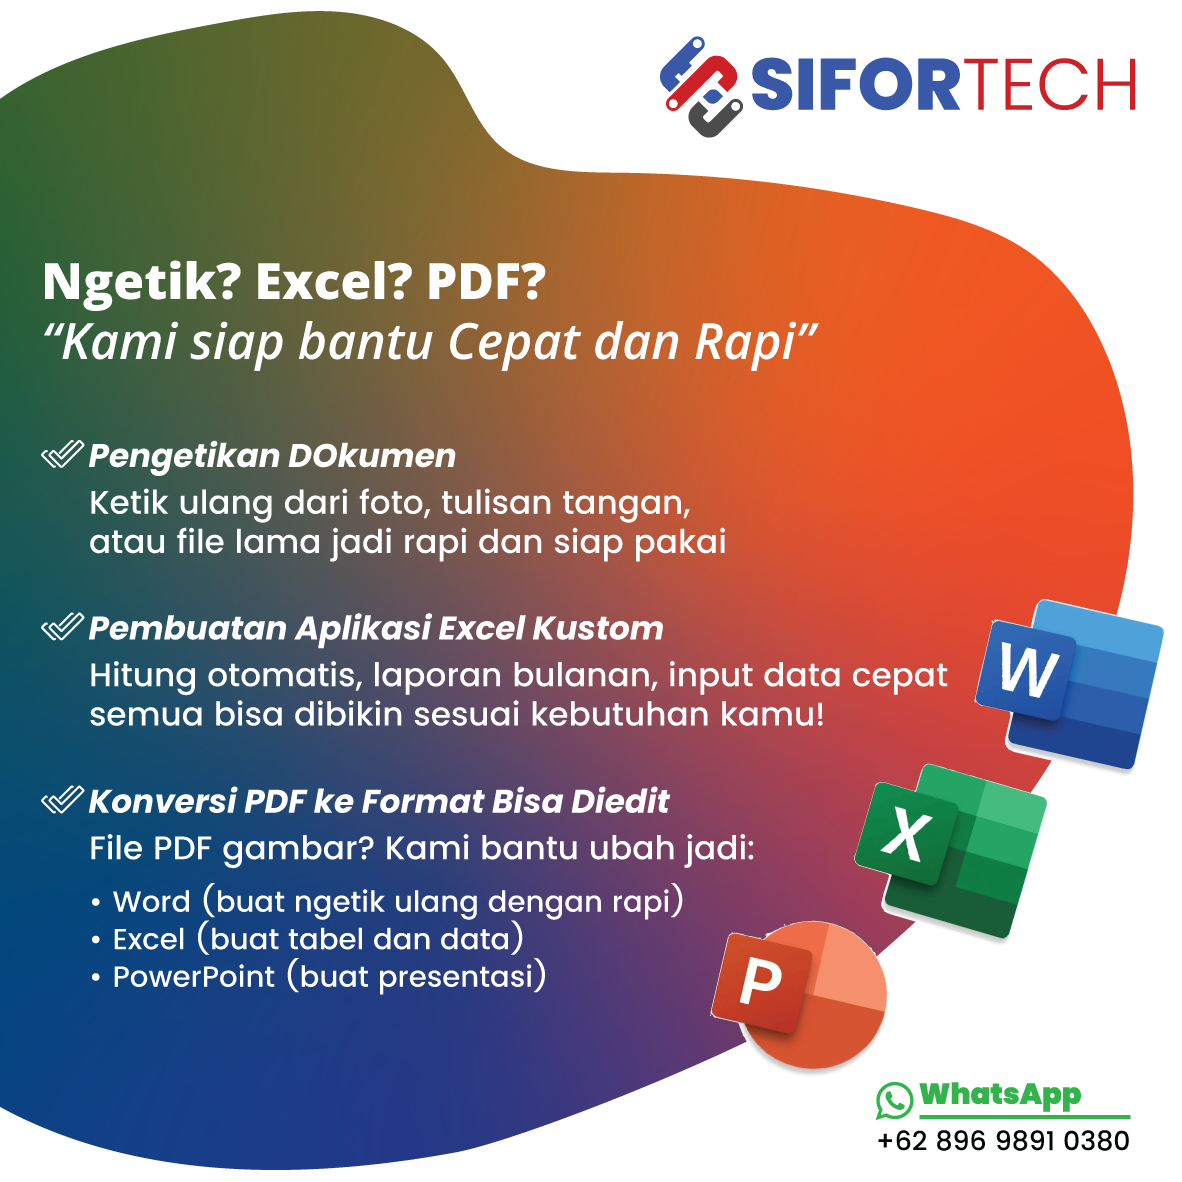 SIFORTECH
Ngetik? Excel? PDF?
“Kami siap bantu Cepat dan Rapi”
Pengetikan DOkumen
Ketik ulang dari foto, tulisan tangan,
atau file lama jadi rapi dan siap pakai
Pembuatan Aplikasi Excel Kustom
Hitung otomatis, laporan bulanan, input data cepat
semua bisa dibikin sesuai kebutuhan kamu!
W
Konversi PDF ke Format Bisa Diedit
File PDF gambar? Kami bantu ubah jadi:
X
• Word (buat ngetik ulang dengan rapi)
• Excel (buat tabel dan data)
• PowerPoint (buat presentasi)
P
WhatsApp
+62 896 9891 0380